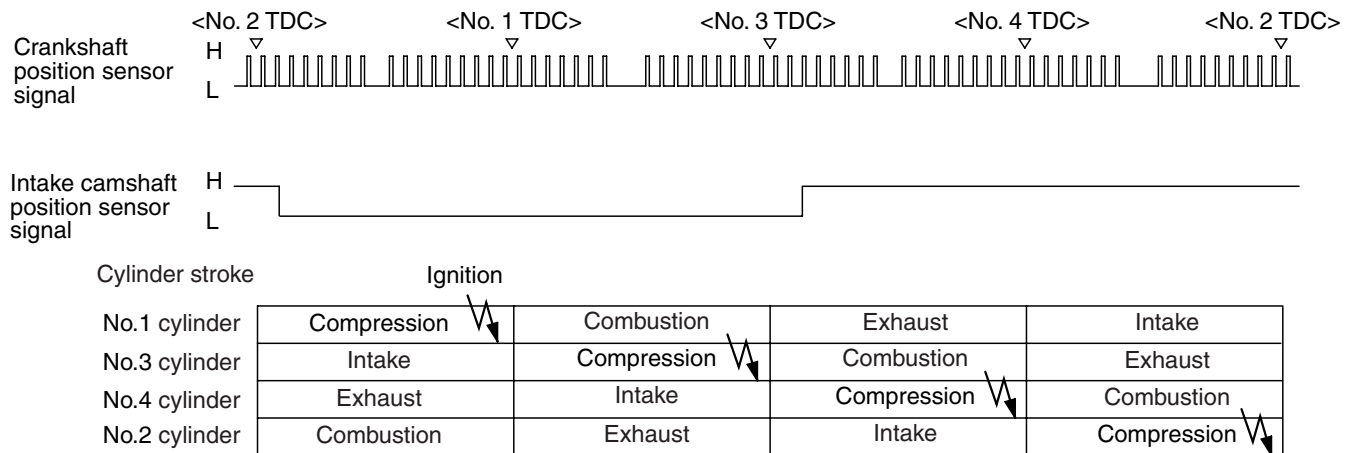 <No. 2 TDC> <No. 1 TDC> <No. 3 TDC> <No. 4 TDC> <No. 2 TDC>
Crankshaft
position sensor
signal
H
L
Intake camshaft
position sensor
signal
H
L
Cylinder stroke Ignition
No.1 cylinder Compression Combustion Exhaust Intake
No.3 cylinder Intake Compression Combustion Exhaust
No.4 cylinder Exhaust Intake Compression Combustion
No.2 cylinder Combustion Exhaust Intake Compression